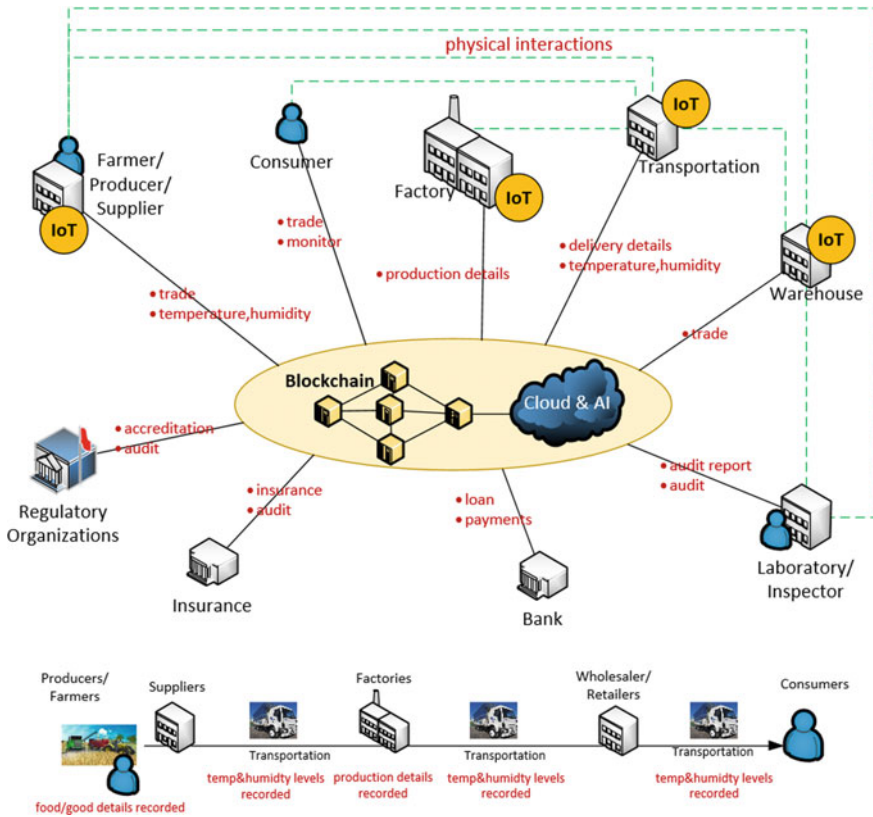 physical interactions
IoT
Consumer
Farmer/
Producer/
Supplier
IoT
Factory
IoT
Transportation
IoT
Warehouse
• trade
• monitor
• production details
• delivery details
• temperature,humidity
• trade
• temperature,humidity
• trade
Blockchain
Cloud & AI
• accreditation
• audit
Regulatory
Organizations
• insurance
• audit
Insurance
• loan
• payments
Bank
• audit report
• audit
Laboratory/
Inspector
Producers/
Farmers
Suppliers
Factories
Wholesaler/
Retailers
Consumers
Transportation
Transportation
Transportation
food/good details recorded
temp&humidty levels
recorded
production details
recorded
temp&humidty levels
recorded
temp&humidty levels
recorded